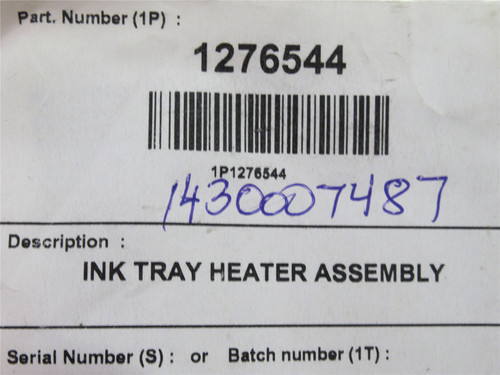 Part. Number (1P) :
1276544
1P1276544
1430007487
Description :
INK TRAY HEATER ASSEMBLY
Serial Number (S) : or Batch number (1T) :